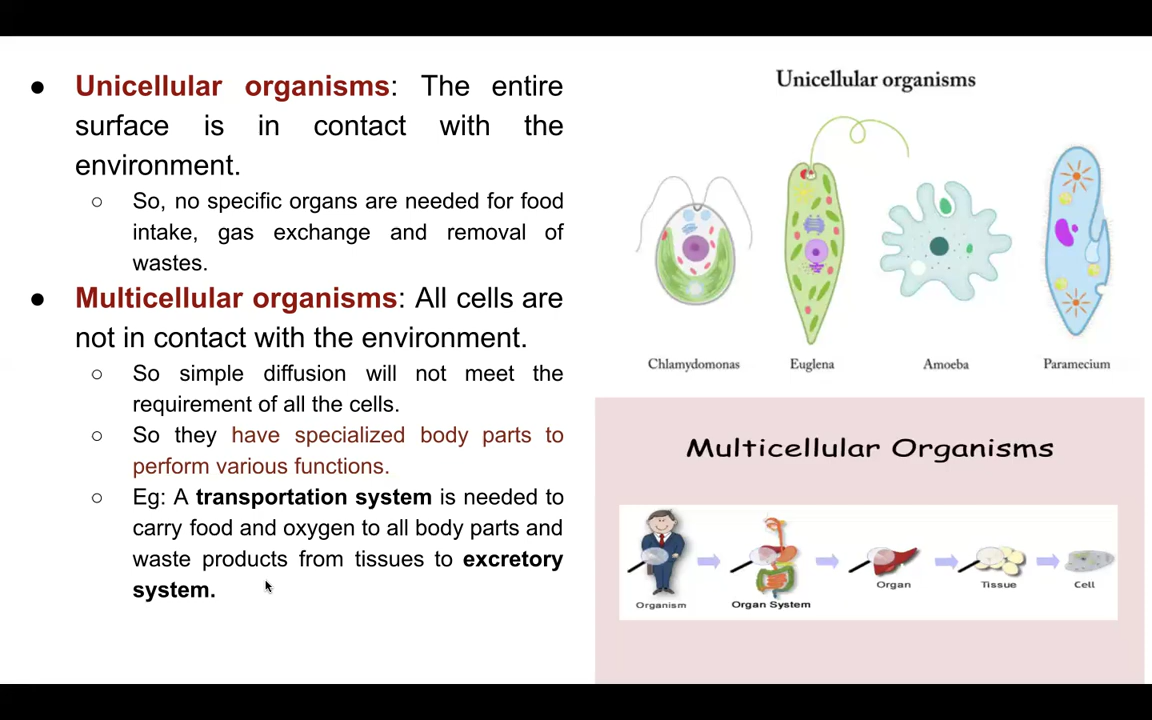 ● Unicellular organisms: The entire
surface is in contact with the
environment.
○ So, no specific organs are needed for food
intake, gas exchange and removal of
wastes.
● Multicellular organisms: All cells are
not in contact with the environment.
○ So simple diffusion will not meet the
requirement of all the cells.
○ So they have specialized body parts to
perform various functions.
○ Eg: A transportation system is needed to
carry food and oxygen to all body parts and
waste products from tissues to excretory
system.
Unicellular organisms
Chlamydomonas Euglena Amoeba Paramecium
Multicellular Organisms
Organism Organ System Organ Tissue Cell